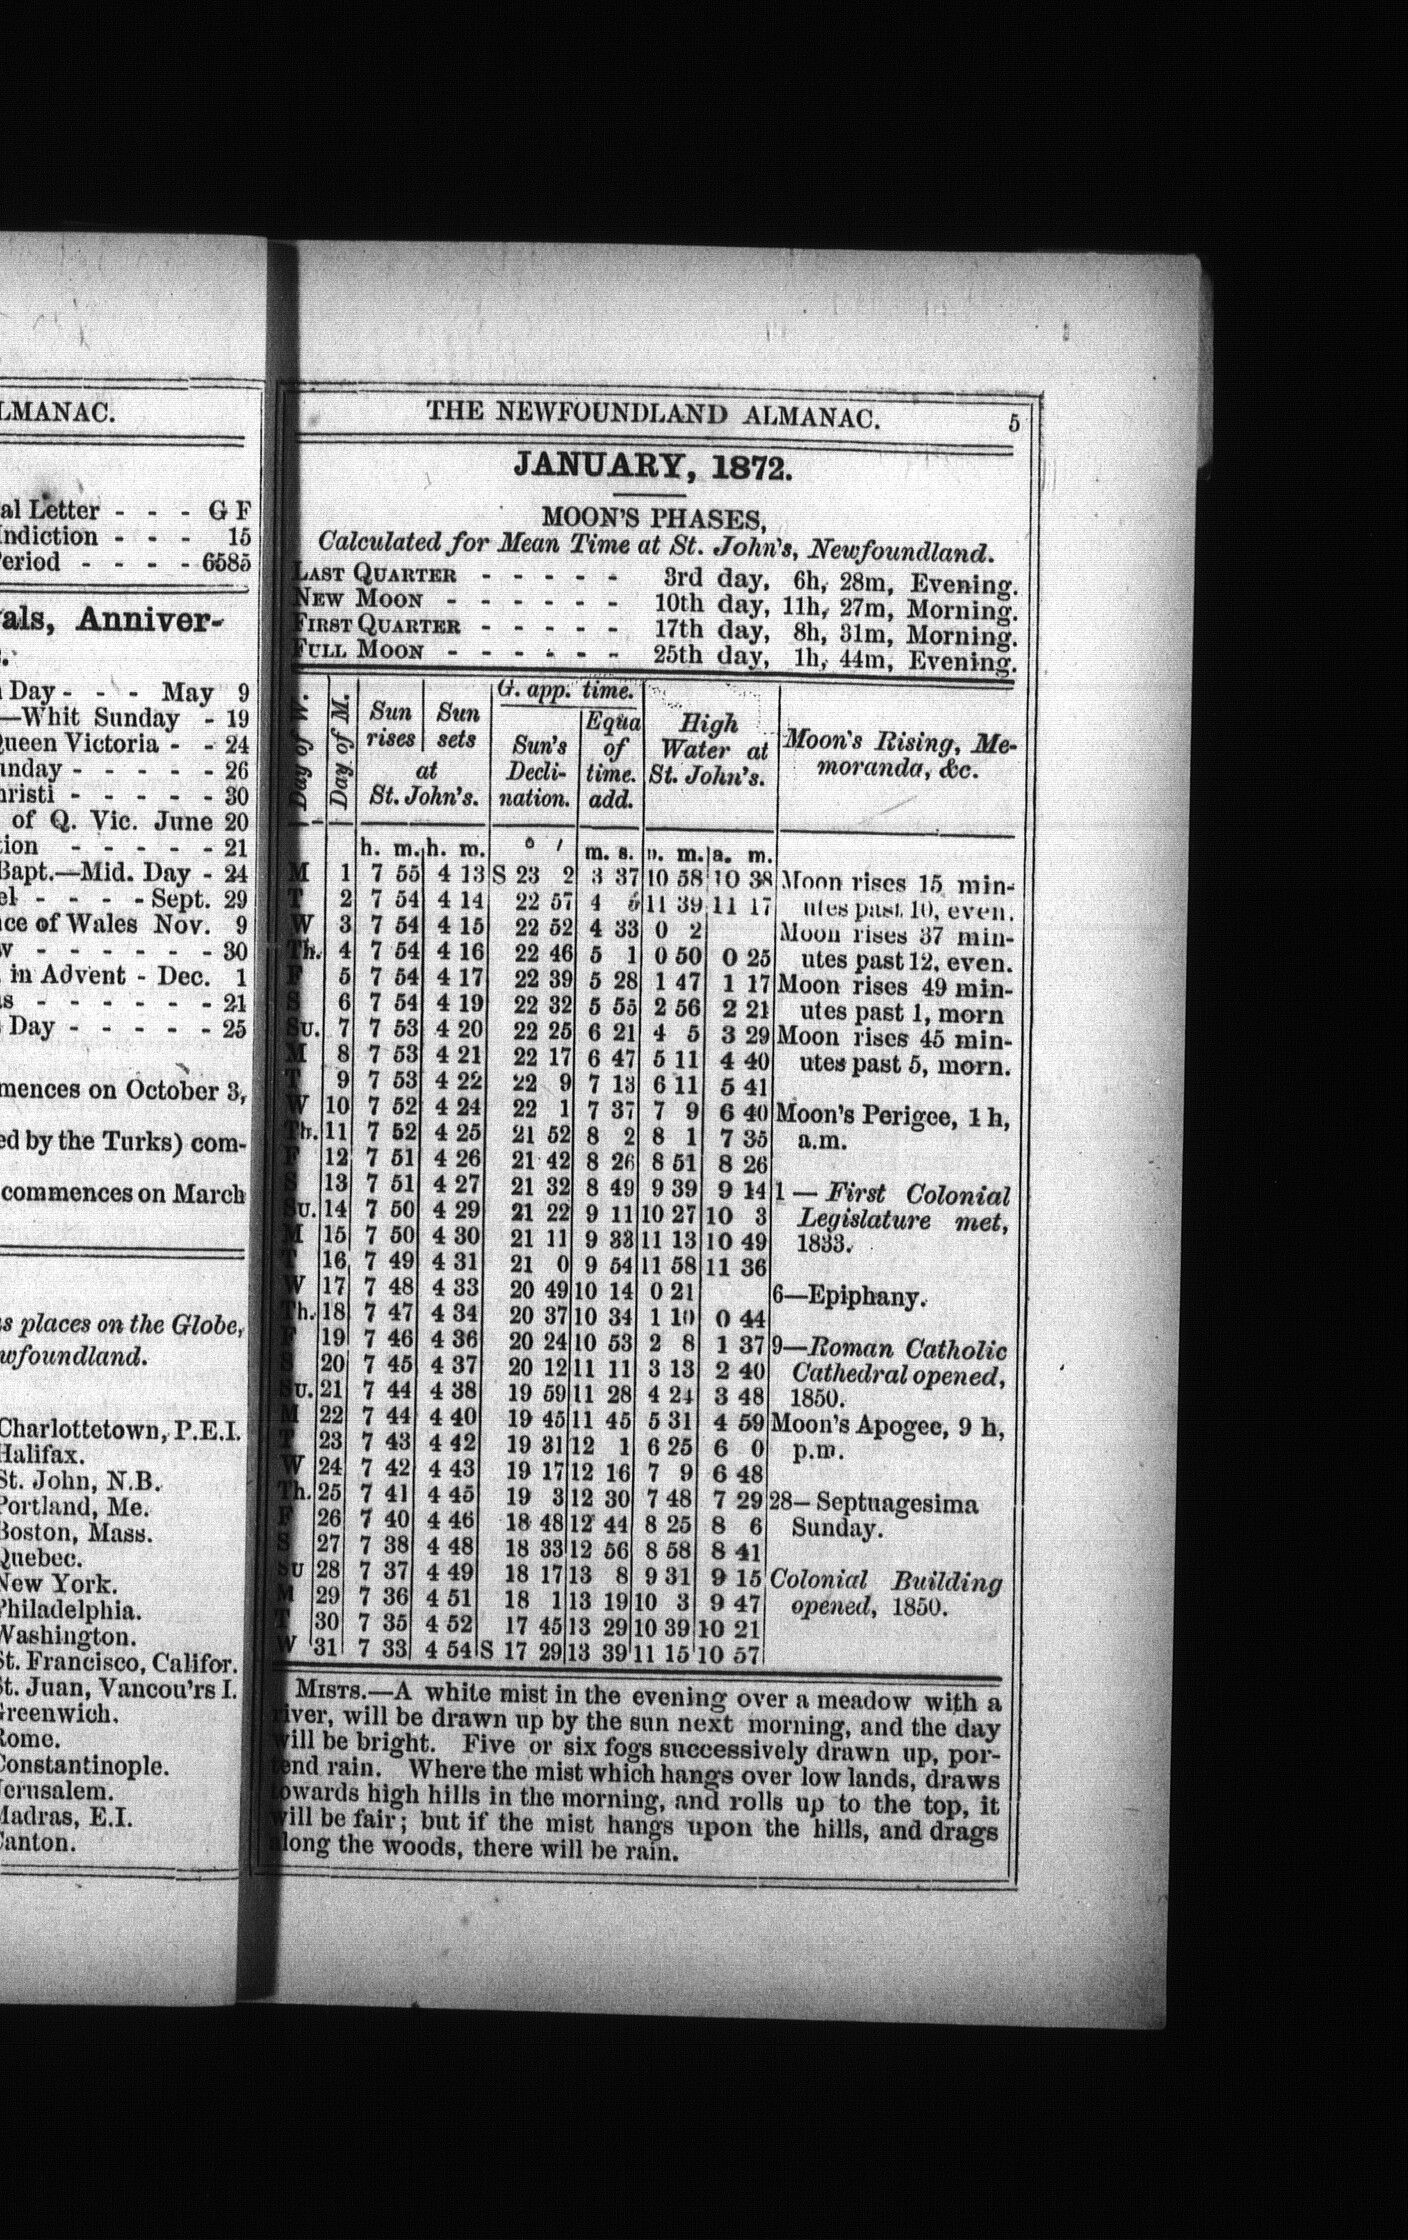 LMANAC.
al Letter - - - G F
Indiction - - - 15
eriod - - - - 6585
als, Anniver-
Day - - - May 9
—Whit Sunday - 19
Queen Victoria - - 24
unday - - - - - 26
hristi - - - - - 30
of Q. Vic. June 20
tion - - - - - 21
Bapt.—Mid. Day - 24
el - - - - Sept. 29
nce of Wales Nov. 9
w - - - - - - 30
in Advent - Dec. 1
as - - - - - - 21
Day - - - - - 25
mences on October 3,
ed by the Turks) com-
commences on March
s places on the Globe,
wfoundland.
Charlottetown, P.E.I.
Halifax.
St. John, N.B.
Portland, Me.
Boston, Mass.
Quebec.
New York.
Philadelphia.
Washington.
St. Francisco, Califor.
St. Juan, Vancou'rs I.
Greenwich.
Rome.
Constantinople.
Jerusalem.
Madras, E.I.
Canton.
THE NEWFOUNDLAND ALMANAC. 5
JANUARY, 1872.
MOON'S PHASES,
Calculated for Mean Time at St. John's, Newfoundland.
LAST QUARTER - - - - - 3rd day, 6h, 28m, Evening.
NEW MOON - - - - - - 10th day, 11h, 27m, Morning.
FIRST QUARTER - - - - - 17th day, 8h, 31m, Morning.
FULL MOON - - - - - - 25th day, 1h, 44m, Evening.
Day of W. Day of M. Sun rises Sun sets at St. John's. G. app. time. Sun's Decli- nation. Equa of time. add. High Water at St. John's. Moon's Rising, Me- moranda, &c.
h. m. h. m. ° ′ m. s. m. a. m.
M 1 7 55 4 13 S 23 2 3 37 10 58 10 38 Moon rises 15 min-
T 2 7 54 4 14 22 57 4 11 39 11 17 utes past 10, even.
W 3 7 54 4 15 22 52 4 33 0 2 Moon rises 37 min-
Th. 4 7 54 4 16 22 46 5 1 0 50 0 25 utes past 12, even.
F 5 7 54 4 17 22 39 5 28 1 47 1 17 Moon rises 49 min-
S 6 7 54 4 19 22 32 5 55 2 56 2 21 utes past 1, morn
Su. 7 7 53 4 20 22 25 6 21 4 5 3 29 Moon rises 45 min-
M 8 7 53 4 21 22 17 6 47 5 11 4 40 utes past 5, morn.
T 9 7 53 4 22 22 9 7 13 6 11 5 41
W 10 7 52 4 24 22 1 7 37 7 9 6 40 Moon's Perigee, 1 h,
Th. 11 7 52 4 25 21 52 8 2 8 1 7 35 a.m.
F 12 7 51 4 26 21 42 8 26 8 51 8 26
S 13 7 51 4 27 21 32 8 49 9 39 9 14 1 — First Colonial
Su. 14 7 50 4 29 21 22 9 11 10 27 10 3 Legislature met,
M 15 7 50 4 30 21 11 9 33 11 13 10 49 1833.
T 16 7 49 4 31 21 0 9 54 11 58 11 36
W 17 7 48 4 33 20 49 10 14 0 21 6—Epiphany.
Th. 18 7 47 4 34 20 37 10 34 1 10 0 44
F 19 7 46 4 36 20 24 10 53 2 8 1 37 9—Roman Catholic
S 20 7 45 4 37 20 12 11 11 3 13 2 40 Cathedral opened,
Su. 21 7 44 4 38 19 59 11 28 4 24 3 48 1850.
M 22 7 44 4 40 19 45 11 45 5 31 4 59 Moon's Apogee, 9 h,
T 23 7 43 4 42 19 31 12 1 6 25 6 0 p.m.
W 24 7 42 4 43 19 17 12 16 7 9 6 48
Th. 25 7 41 4 45 19 3 12 30 7 48 7 29 28—Septuagesima
F 26 7 40 4 46 18 48 12 44 8 25 8 6 Sunday.
S 27 7 38 4 48 18 33 12 56 8 58 8 41
Su 28 7 37 4 49 18 17 13 8 9 31 9 15 Colonial Building
M 29 7 36 4 51 18 1 13 19 10 3 9 47 opened, 1850.
T 30 7 35 4 52 17 45 13 29 10 39 10 21
W 31 7 33 4 54 S 17 29 13 39 11 15 10 57
MISTS.—A white mist in the evening over a meadow with a
river, will be drawn up by the sun next morning, and the day
will be bright. Five or six fogs successively drawn up, por-
tend rain. Where the mist which hangs over low lands, draws
towards high hills in the morning, and rolls up to the top, it
will be fair; but if the mist hangs upon the hills, and drags
along the woods, there will be rain.